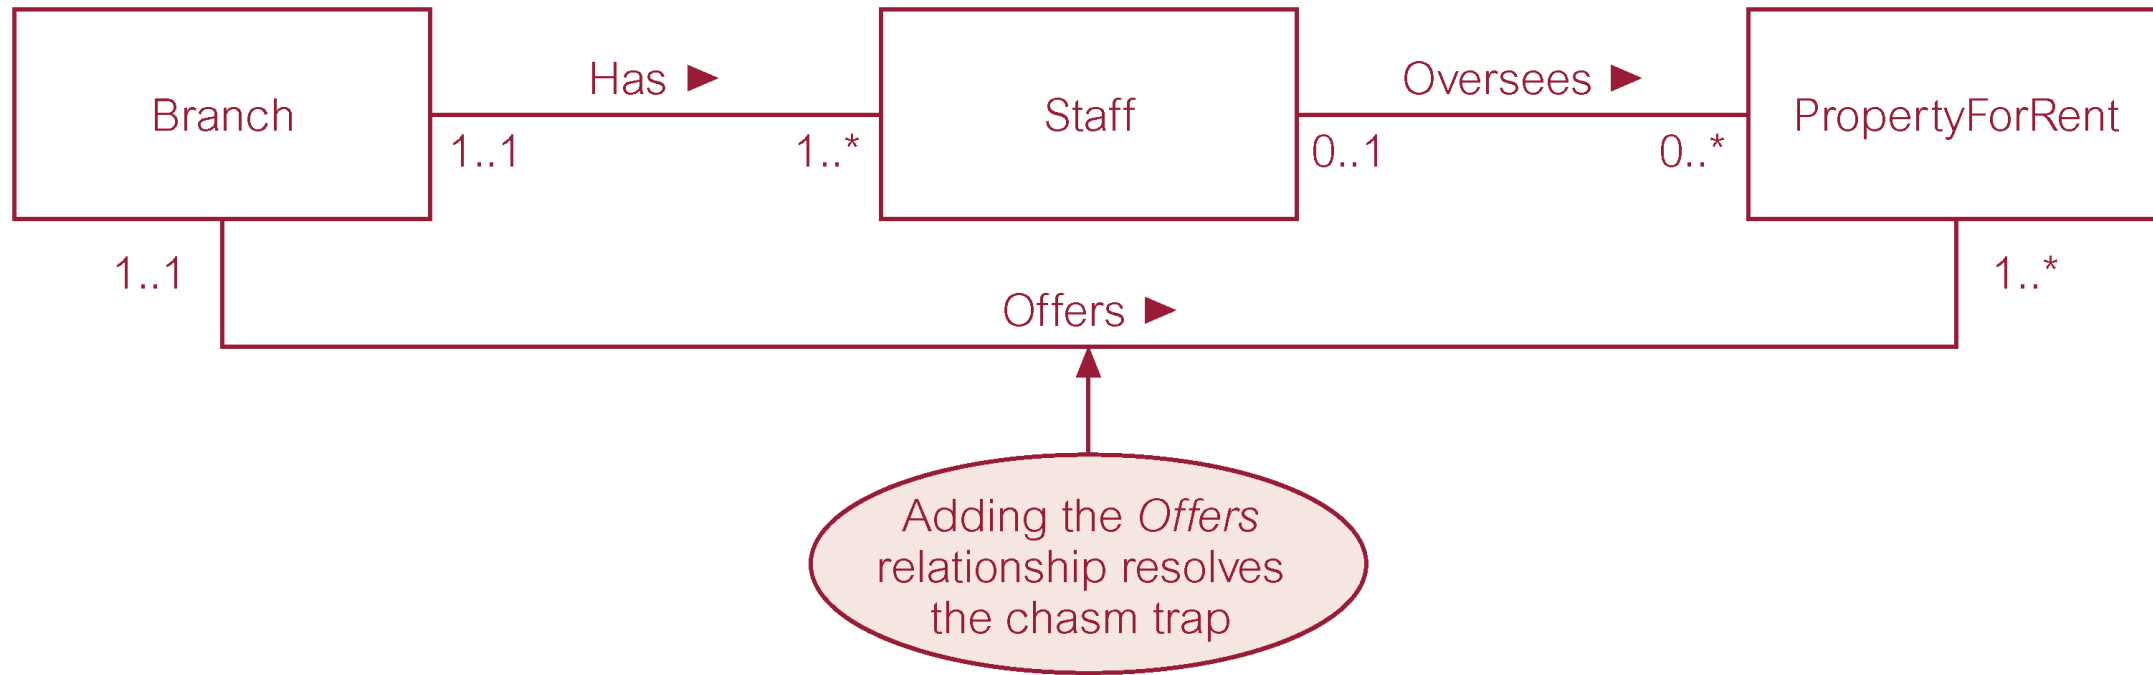 Has ►
Oversees ►
Branch
Staff
PropertyForRent
1..1
1..*
0..1
0..*
1..1
1..*
Offers ►
Adding the Offers
relationship resolves
the chasm trap